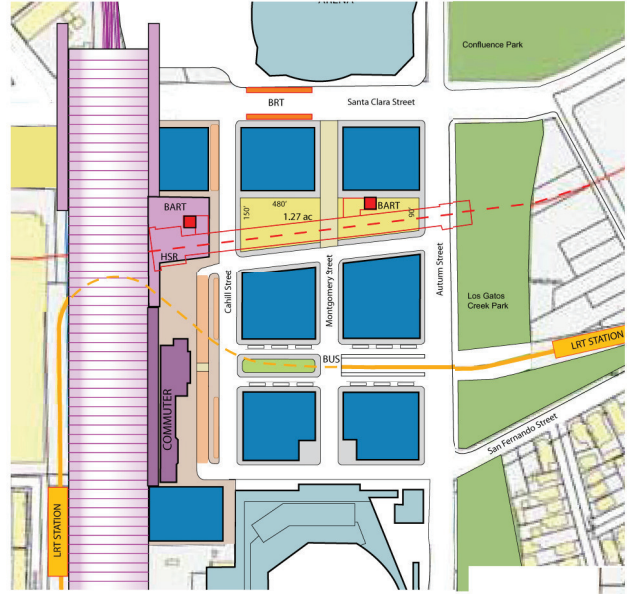 ARENA
Confluence Park
BRT
Santa Clara Street
BART
480'
150'
1.27 ac
BART
90'
HSR
Cahill Street
Montgomery Street
Autumn Street
Los Gatos
Creek Park
BUS
LRT STATION
COMMUTER
San Fernando Street
LRT STATION